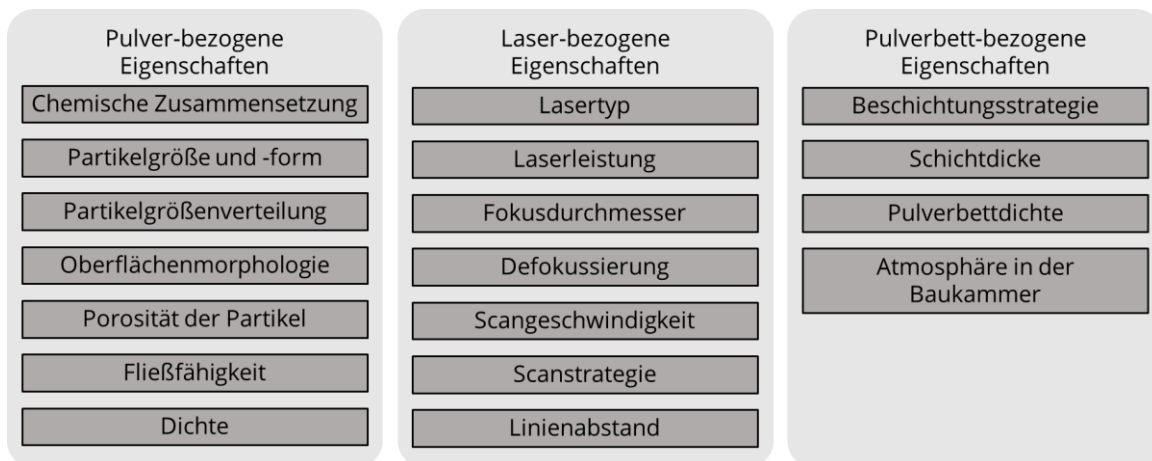 Pulver-bezogene
Eigenschaften
Chemische Zusammensetzung
Partikelgröße und -form
Partikelgrößenverteilung
Oberflächenmorphologie
Porosität der Partikel
Fließfähigkeit
Dichte
Laser-bezogene
Eigenschaften
Lasertyp
Laserleistung
Fokusdurchmesser
Defokussierung
Scangeschwindigkeit
Scanstrategie
Linienabstand
Pulverbett-bezogene
Eigenschaften
Beschichtungsstrategie
Schichtdicke
Pulverbettdichte
Atmosphäre in der
Baukammer